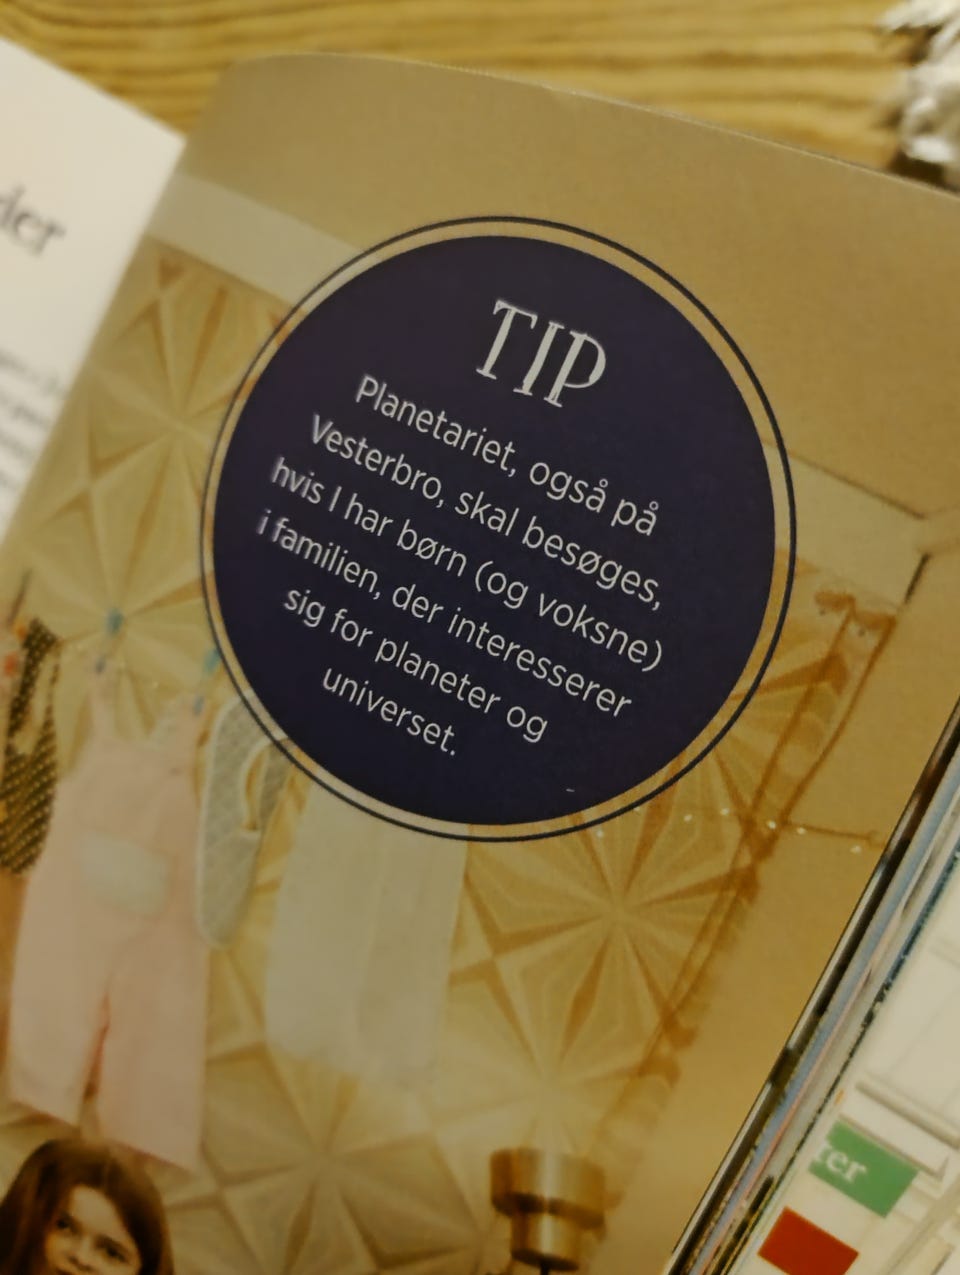 TIP
Planetariet, også på
Vesterbro, skal besøges,
hvis I har børn (og voksne)
i familien, der interesserer
sig for planeter og
universet.